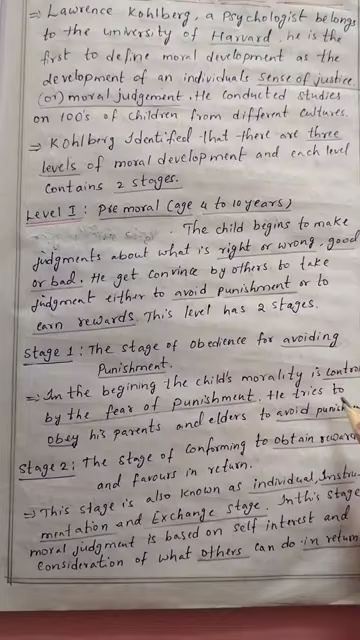 ⇒ Lawrence Kohlberg, a Psychologist belongs
to the university of Harvard. he is the
first to define moral development as the
development of an individuals sense of justice
(or) moral judgement. He conducted studies
on 100's of children from different cultures.
⇒ Kohlberg Identified that there are three
levels of moral development and each level
contains 2 stages.
Level I : Pre moral (age 4 to 10 years)
The child begins to make
judgments about what is right or wrong, good
or bad. He get convince by others to take
judgment either to avoid punishment or to
earn rewards. This level has 2 stages.
Stage 1 : The stage of obedience for avoiding
Punishment.
⇒ In the begining the child's morality is contro
by the fear of Punishment. He tries to
obey his parents and elders to avoid punish
Stage 2 : The stage of conforming to obtain reward
and favours in return.
⇒ This stage is also known as individual, Instru-
mentation and Exchange stage. In this stage
moral judgment is based on self interest and
consideration of what others can do in return